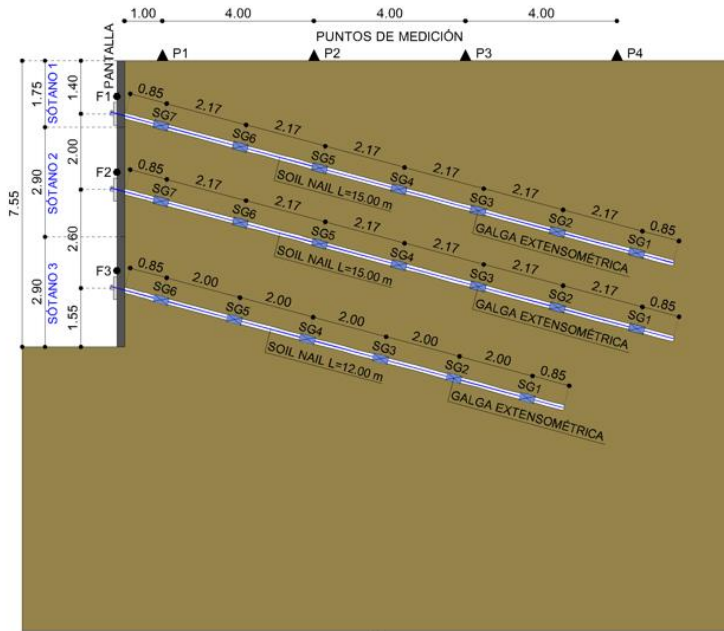 1.00 4.00 4.00 4.00
PUNTOS DE MEDICIÓN
P1 P2 P3 P4
PANTALLA
7.55
1.75
2.90
2.90
SÓTANO 1
SÓTANO 2
SÓTANO 3
1.40
2.00
2.60
1.55
F1
0.85 2.17 2.17 2.17 2.17 2.17 2.17 0.85
SG7 SG6 SG5 SG4 SG3 SG2 SG1
SOIL NAIL L=15.00 m
GALGA EXTENSOMÉTRICA
F2
0.85 2.17 2.17 2.17 2.17 2.17 2.17 0.85
SG7 SG6 SG5 SG4 SG3 SG2 SG1
SOIL NAIL L=15.00 m
GALGA EXTENSOMÉTRICA
F3
0.85 2.00 2.00 2.00 2.00 2.00 0.85
SG6 SG5 SG4 SG3 SG2 SG1
SOIL NAIL L=12.00 m
GALGA EXTENSOMÉTRICA